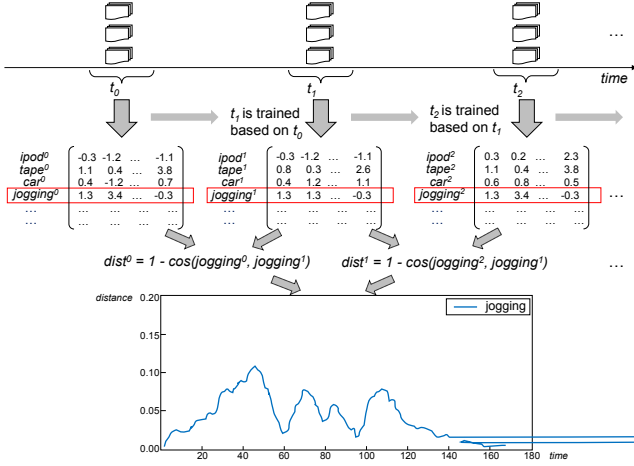 ...
time
t0 t1 t2
t1 is trained based on t0
t2 is trained based on t1
ipod0 -0.3 -1.2 ... -1.1
tape0 1.1 0.4 ... 3.8
car0 0.4 -1.2 ... 0.7
jogging0 1.3 3.4 ... -0.3
... ... ... ... ...
... ... ... ... ...
ipod1 -0.3 -1.2 ... -1.1
tape1 0.8 0.3 ... 2.6
car1 0.4 1.2 ... 1.1
jogging1 1.3 1.3 ... -0.3
... ... ... ... ...
... ... ... ... ...
ipod2 0.3 0.2 ... 2.3
tape2 1.1 0.4 ... 3.8
car2 0.6 0.8 ... 0.5
jogging2 1.3 3.4 ... -0.3
... ... ... ... ...
... ... ... ... ...
...
dist0 = 1 - cos(jogging0, jogging1)
dist1 = 1 - cos(jogging2, jogging1)
...
distance
0.20
0.15
0.10
0.05
0.00
jogging
20 40 60 80 100 120 140 160 180
time